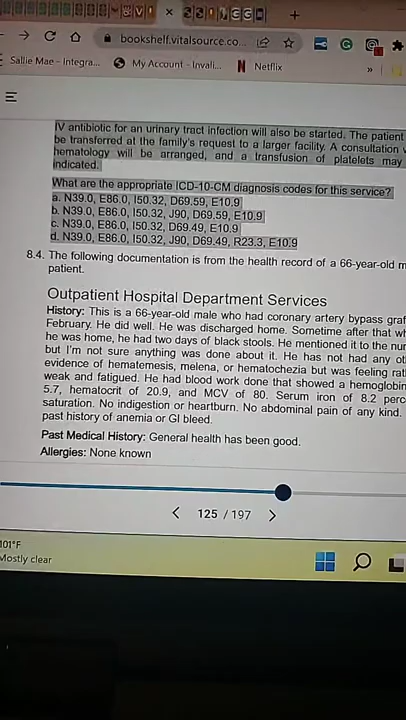 bookshelf.vitalsource.co...
Sallie Mae - Integra...
My Account - Invali...
Netflix
»
IV antibiotic for an urinary tract infection will also be started. The patient
be transferred at the family's request to a larger facility. A consultation
hematology will be arranged, and a transfusion of platelets may
indicated.
What are the appropriate ICD-10-CM diagnosis codes for this service?
a. N39.0, E86.0, I50.32, D69.59, E10.9
b. N39.0, E86.0, I50.32, J90, D69.59, E10.9
c. N39.0, E86.0, I50.32, D69.49, E10.9
d. N39.0, E86.0, I50.32, J90, D69.49, R23.3, E10.9
8.4. The following documentation is from the health record of a 66-year-old m
patient.
Outpatient Hospital Department Services
History: This is a 66-year-old male who had coronary artery bypass graf
February. He did well. He was discharged home. Sometime after that wh
he was home, he had two days of black stools. He mentioned it to the nur
but I'm not sure anything was done about it. He has not had any ot
evidence of hematemesis, melena, or hematochezia but was feeling rat
weak and fatigued. He had blood work done that showed a hemoglobin
5.7, hematocrit of 20.9, and MCV of 80. Serum iron of 8.2 perc
saturation. No indigestion or heartburn. No abdominal pain of any kind.
past history of anemia or GI bleed.
Past Medical History: General health has been good.
Allergies: None known
125 / 197
101°F
Mostly clear